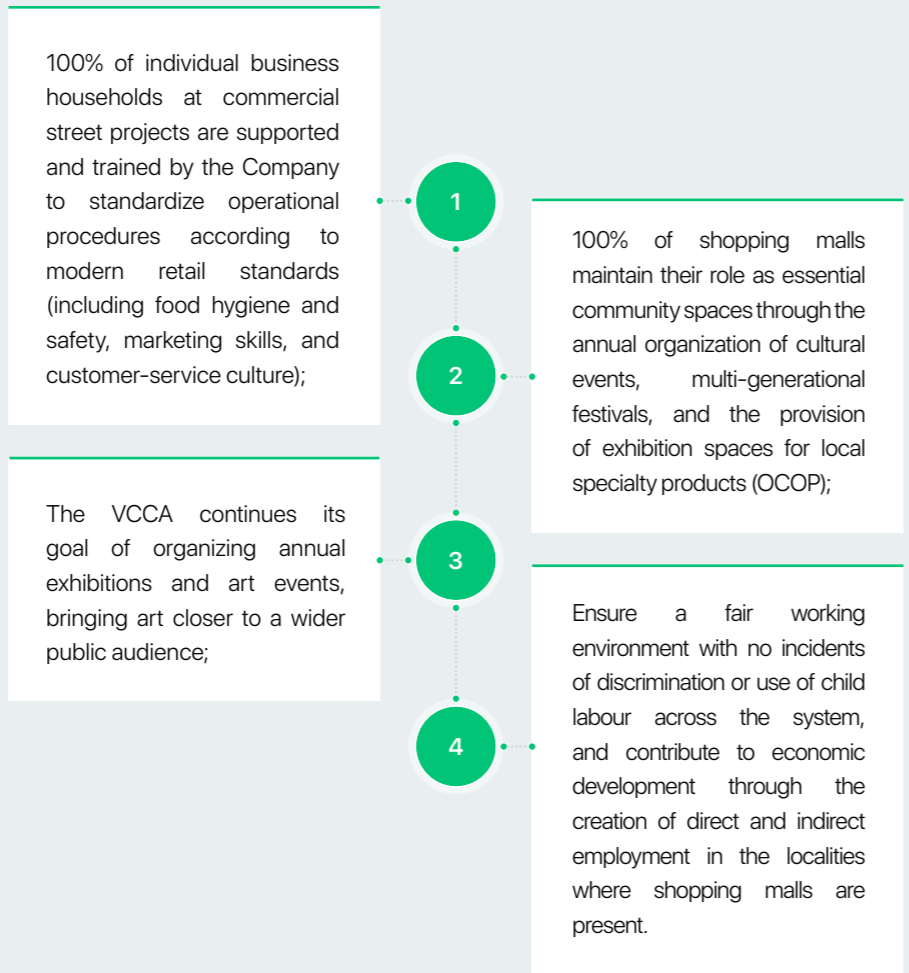 100% of individual business
households at commercial
street projects are supported
and trained by the Company
to standardize operational
procedures according to
modern retail standards
(including food hygiene and
safety, marketing skills, and
customer-service culture);
1
100% of shopping malls
maintain their role as essential
community spaces through the
annual organization of cultural
events, multi-generational
festivals, and the provision
of exhibition spaces for local
specialty products (OCOP);
2
The VCCA continues its
goal of organizing annual
exhibitions and art events,
bringing art closer to a wider
public audience;
3
Ensure a fair working
environment with no incidents
of discrimination or use of child
labour across the system,
and contribute to economic
development through the
creation of direct and indirect
employment in the localities
where shopping malls are
present.
4